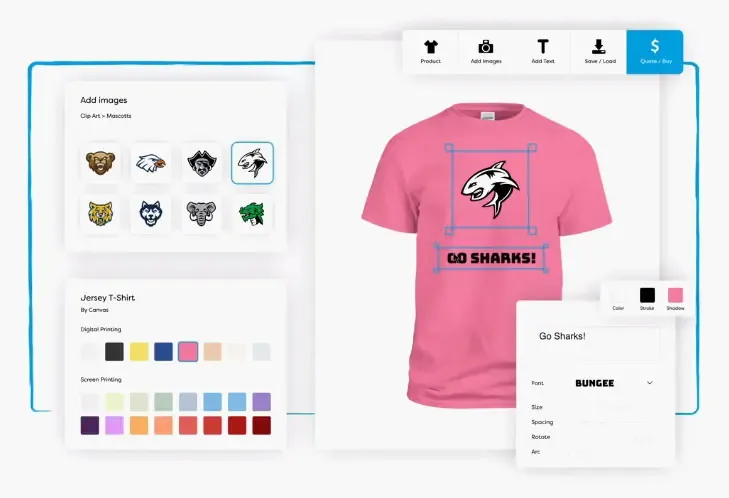 Product
Add Images
Add Text
Save / Load
Quote / Buy
Add images
Clip Art > Mascotts
GO SHARKS!
Jersey T-Shirt
By Canvas
Digital Printing
Screen Printing
Color
Stroke
Shadow
Go Sharks!
Font
BUNGEE
Size
Spacing
Rotate
Arc